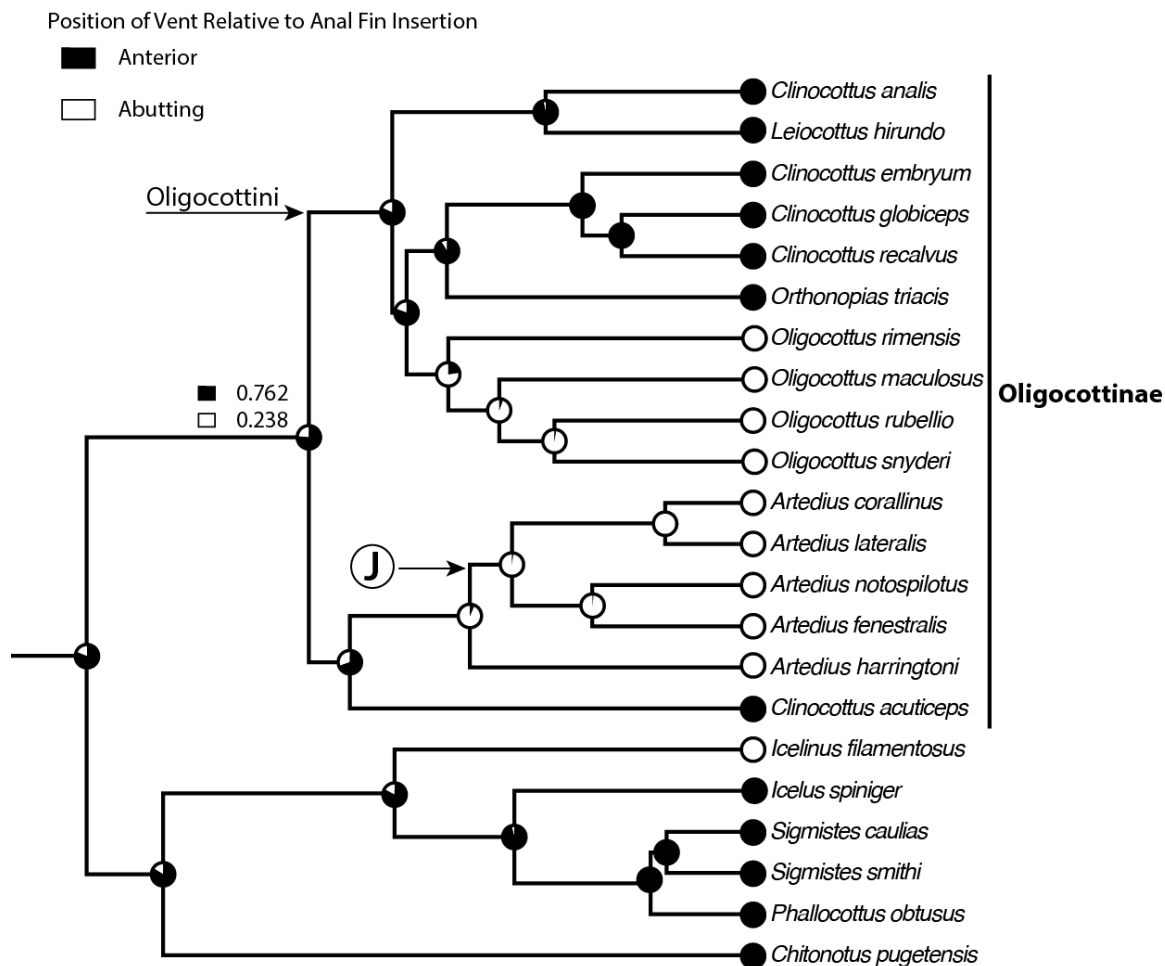 Position of Vent Relative to Anal Fin Insertion
Anterior
Abutting
Clinocottus analis
Leiocottus hirundo
Clinocottus embryum
Oligocottini
Clinocottus globiceps
Clinocottus recalvus
Orthonopias triacis
Oligocottus rimensis
Oligocottus maculosus
0.762
Oligocottinae
0.238
Oligocottus rubellio
Oligocottus snyderi
Artedius corallinus
Artedius lateralis
J
Artedius notospilotus
Artedius fenestralis
Artedius harringtoni
Clinocottus acuticeps
Icelinus filamentosus
Icelus spiniger
Sigmistes caulias
Sigmistes smithi
Phallocottus obtusus
Chitonotus pugetensis